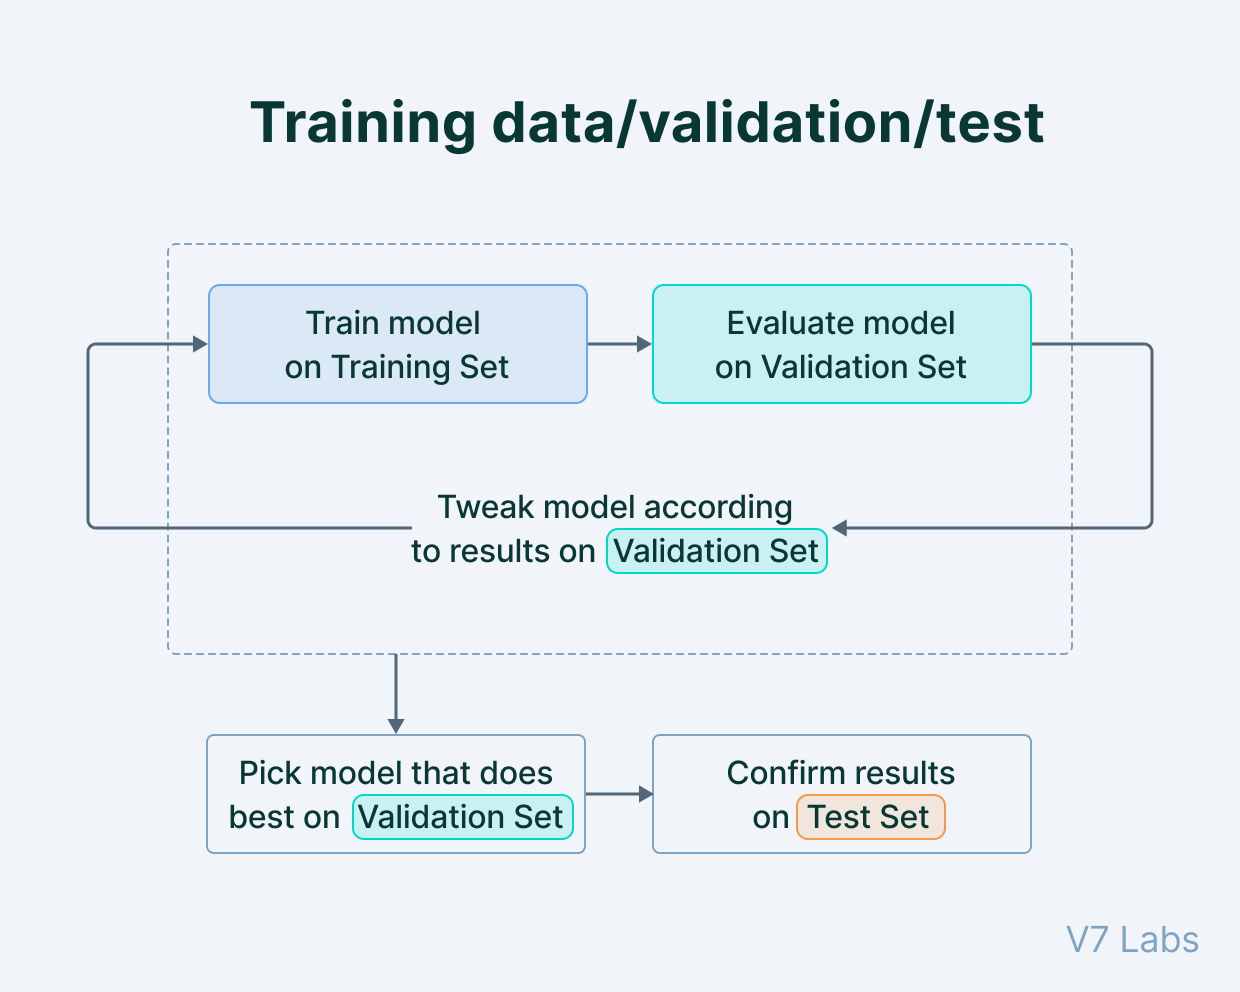 Training data/validation/test
Train model
on Training Set
Evaluate model
on Validation Set
Tweak model according
to results on Validation Set
Pick model that does
best on Validation Set
Confirm results
on Test Set
V7 Labs